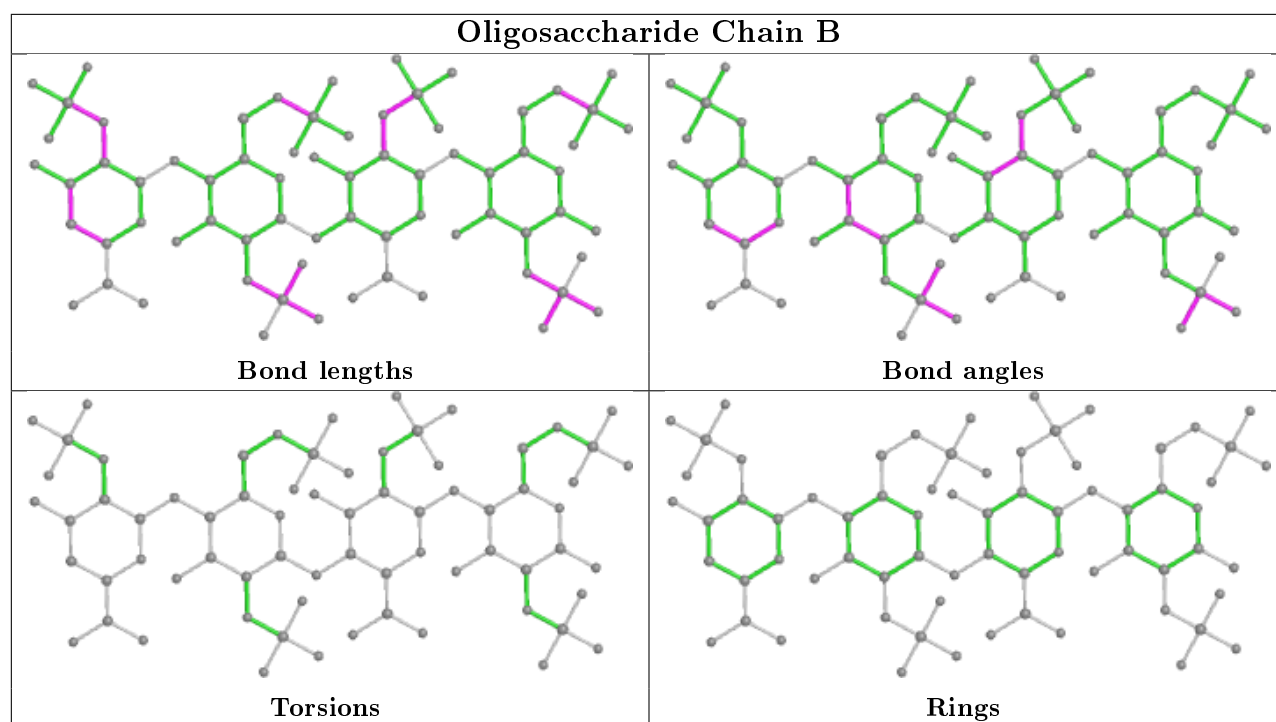 Oligosaccharide Chain B
Bond lengths
Bond angles
Torsions
Rings